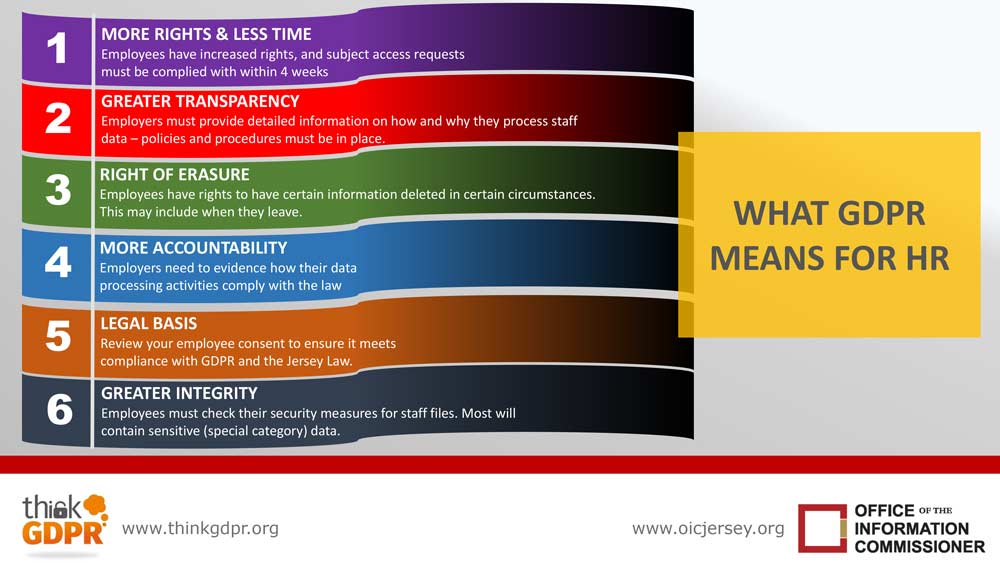 1
MORE RIGHTS & LESS TIME
Employees have increased rights, and subject access requests
must be complied with within 4 weeks
2
GREATER TRANSPARENCY
Employers must provide detailed information on how and why they process staff
data – policies and procedures must be in place.
3
RIGHT OF ERASURE
Employees have rights to have certain information deleted in certain circumstances.
This may include when they leave.
4
MORE ACCOUNTABILITY
Employers need to evidence how their data
processing activities comply with the law
5
LEGAL BASIS
Review your employee consent to ensure it meets
compliance with GDPR and the Jersey Law.
6
GREATER INTEGRITY
Employees must check their security measures for staff files. Most will
contain sensitive (special category) data.
WHAT GDPR
MEANS FOR HR
think
GDPR
www.thinkgdpr.org
www.oicjersey.org
OFFICE OF THE
INFORMATION
COMMISSIONER